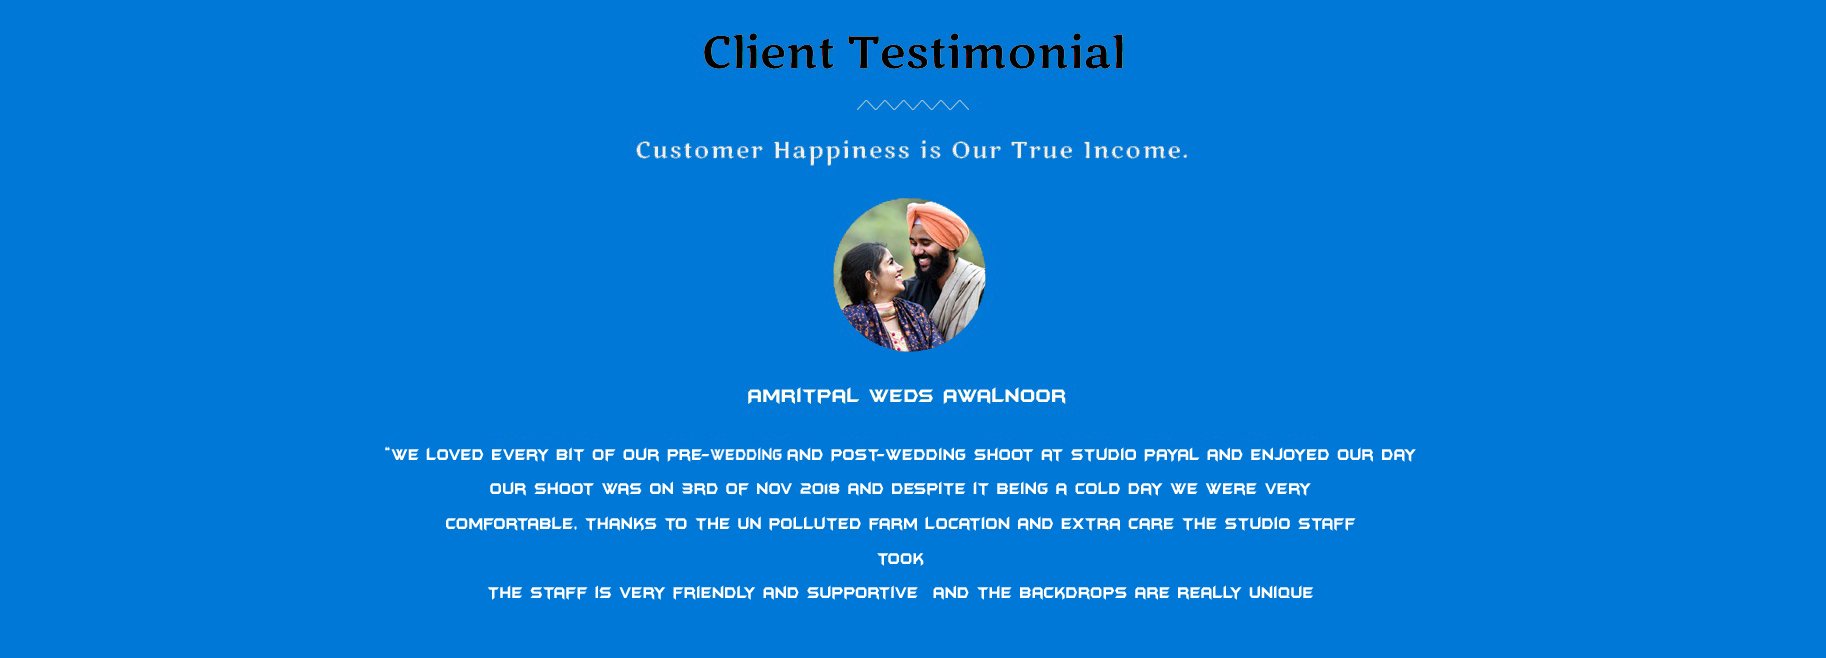 Client Testimonial
Customer Happiness is Our True Income.
AMRITPAL WEDS AWALNOOR
"WE LOVED EVERY BIT OF OUR PRE-WEDDING AND POST-WEDDING SHOOT AT STUDIO PAYAL AND ENJOYED OUR DAY
OUR SHOOT WAS ON 3RD OF NOV 2018 AND DESPITE IT BEING A COLD DAY WE WERE VERY
COMFORTABLE. THANKS TO THE UN POLLUTED FARM LOCATION AND EXTRA CARE THE STUDIO STAFF
TOOK
THE STAFF IS VERY FRIENDLY AND SUPPORTIVE AND THE BACKDROPS ARE REALLY UNIQUE